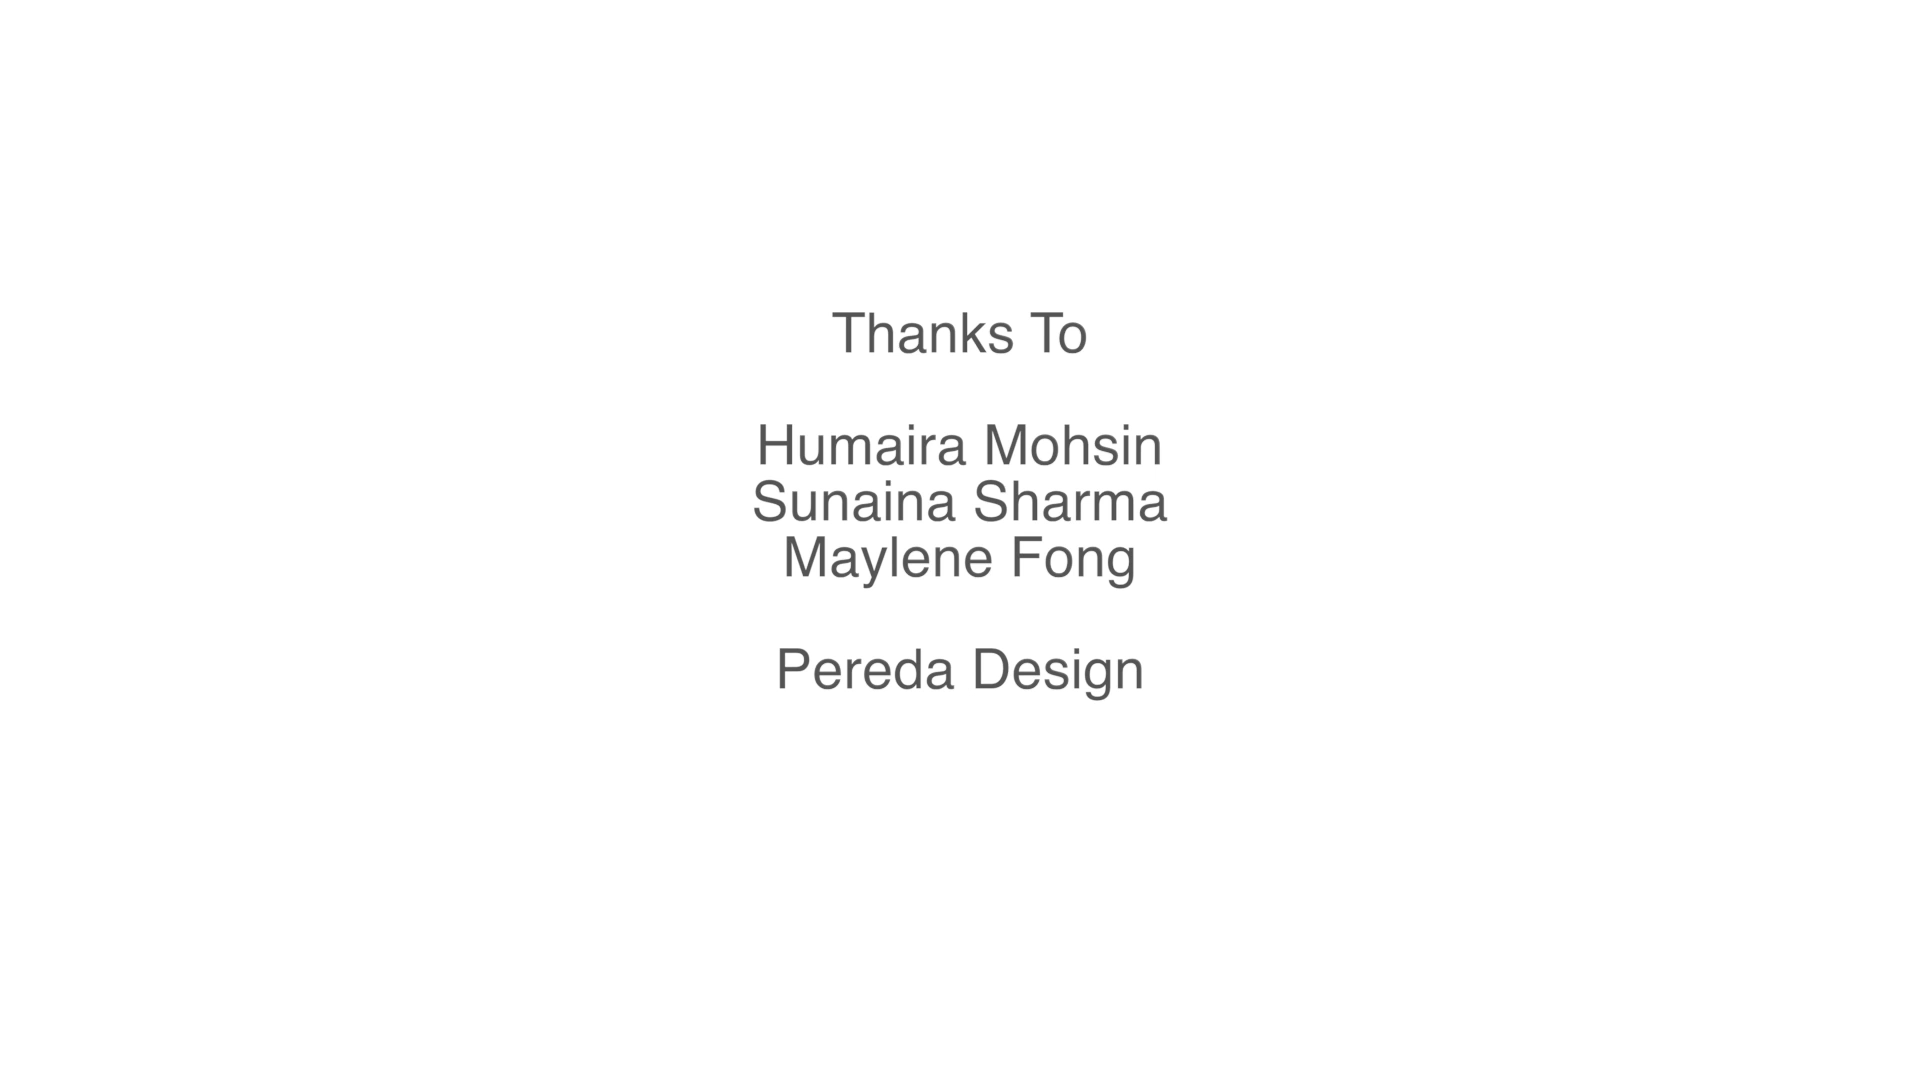 Thanks To
Humaira Mohsin
Sunaina Sharma
Maylene Fong
Pereda Design